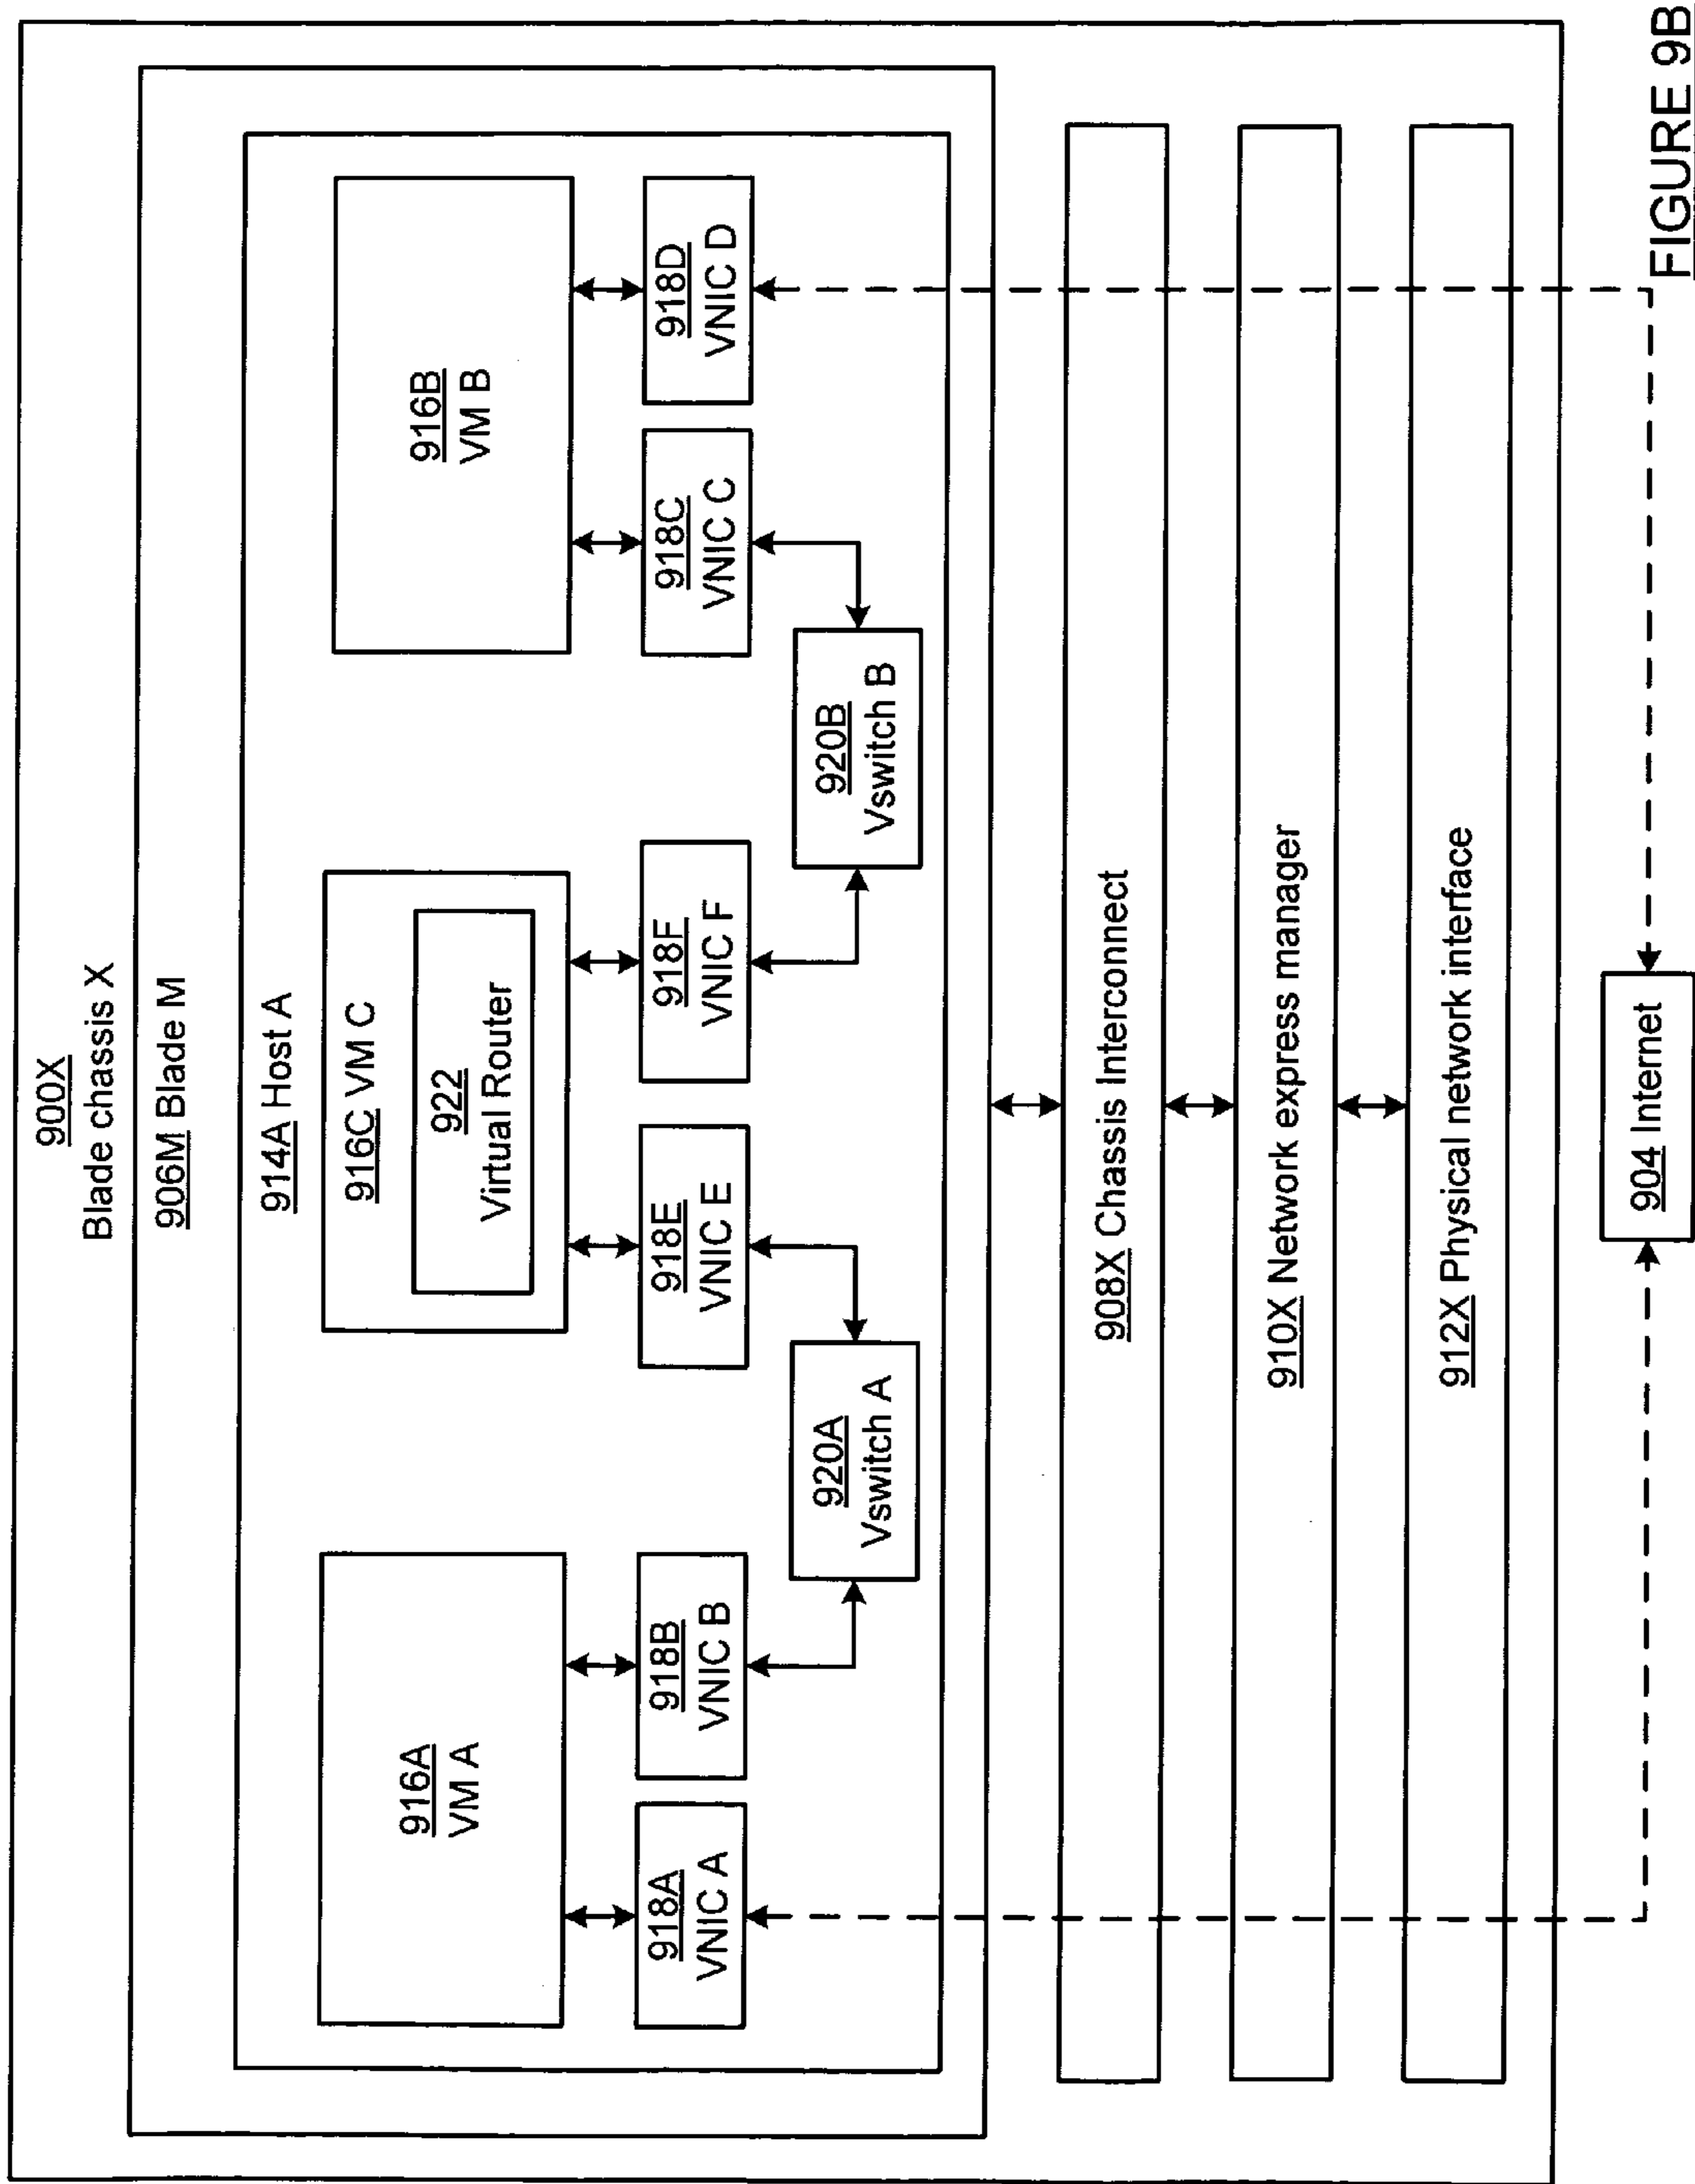 900X
Blade chassis X
906M Blade M
914A Host A
916A
VM A
916C VM C
922
Virtual Router
916B
VM B
918A
VNIC A
918B
VNIC B
918E
VNIC E
918F
VNIC F
918C
VNIC C
918D
VNIC D
920A
Vswitch A
920B
Vswitch B
908X Chassis Interconnect
910X Network express manager
912X Physical network interface
904 Internet
FIGURE 9B